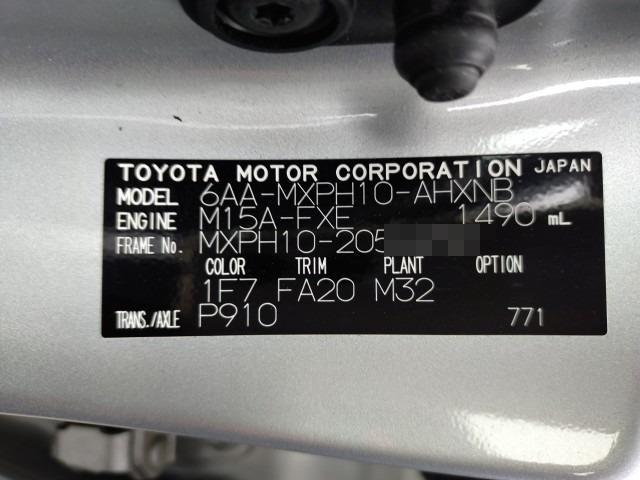 TOYOTA MOTOR CORPORATION JAPAN
MODEL 6AA-MXPH10-AHXNB
ENGINE M15A-FXE 1490 mL
FRAME No. MXPH10-205
COLOR TRIM PLANT OPTION
1F7 FA20 M32
TRANS./AXLE P910 771